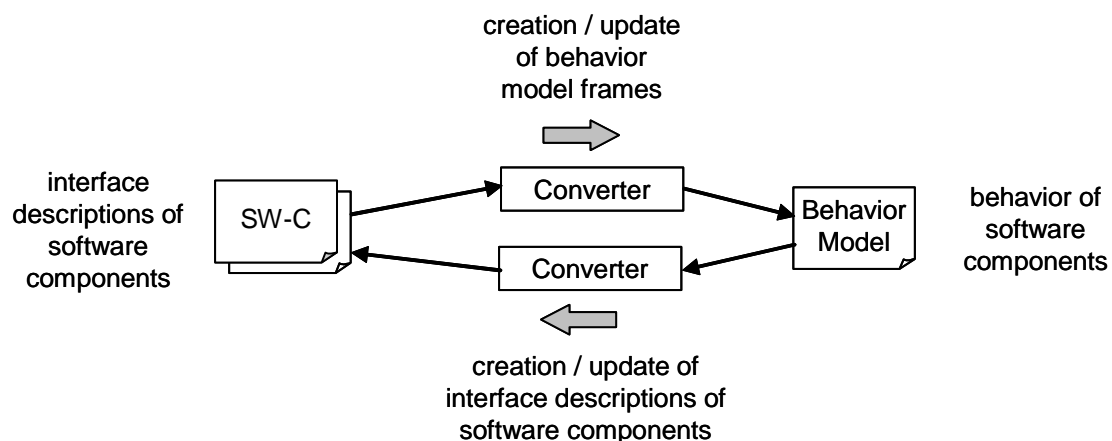 creation / update
of behavior
model frames
interface
descriptions of
software
components
SW-C
Converter
Converter
Behavior
Model
behavior of
software
components
creation / update of
interface descriptions of
software components